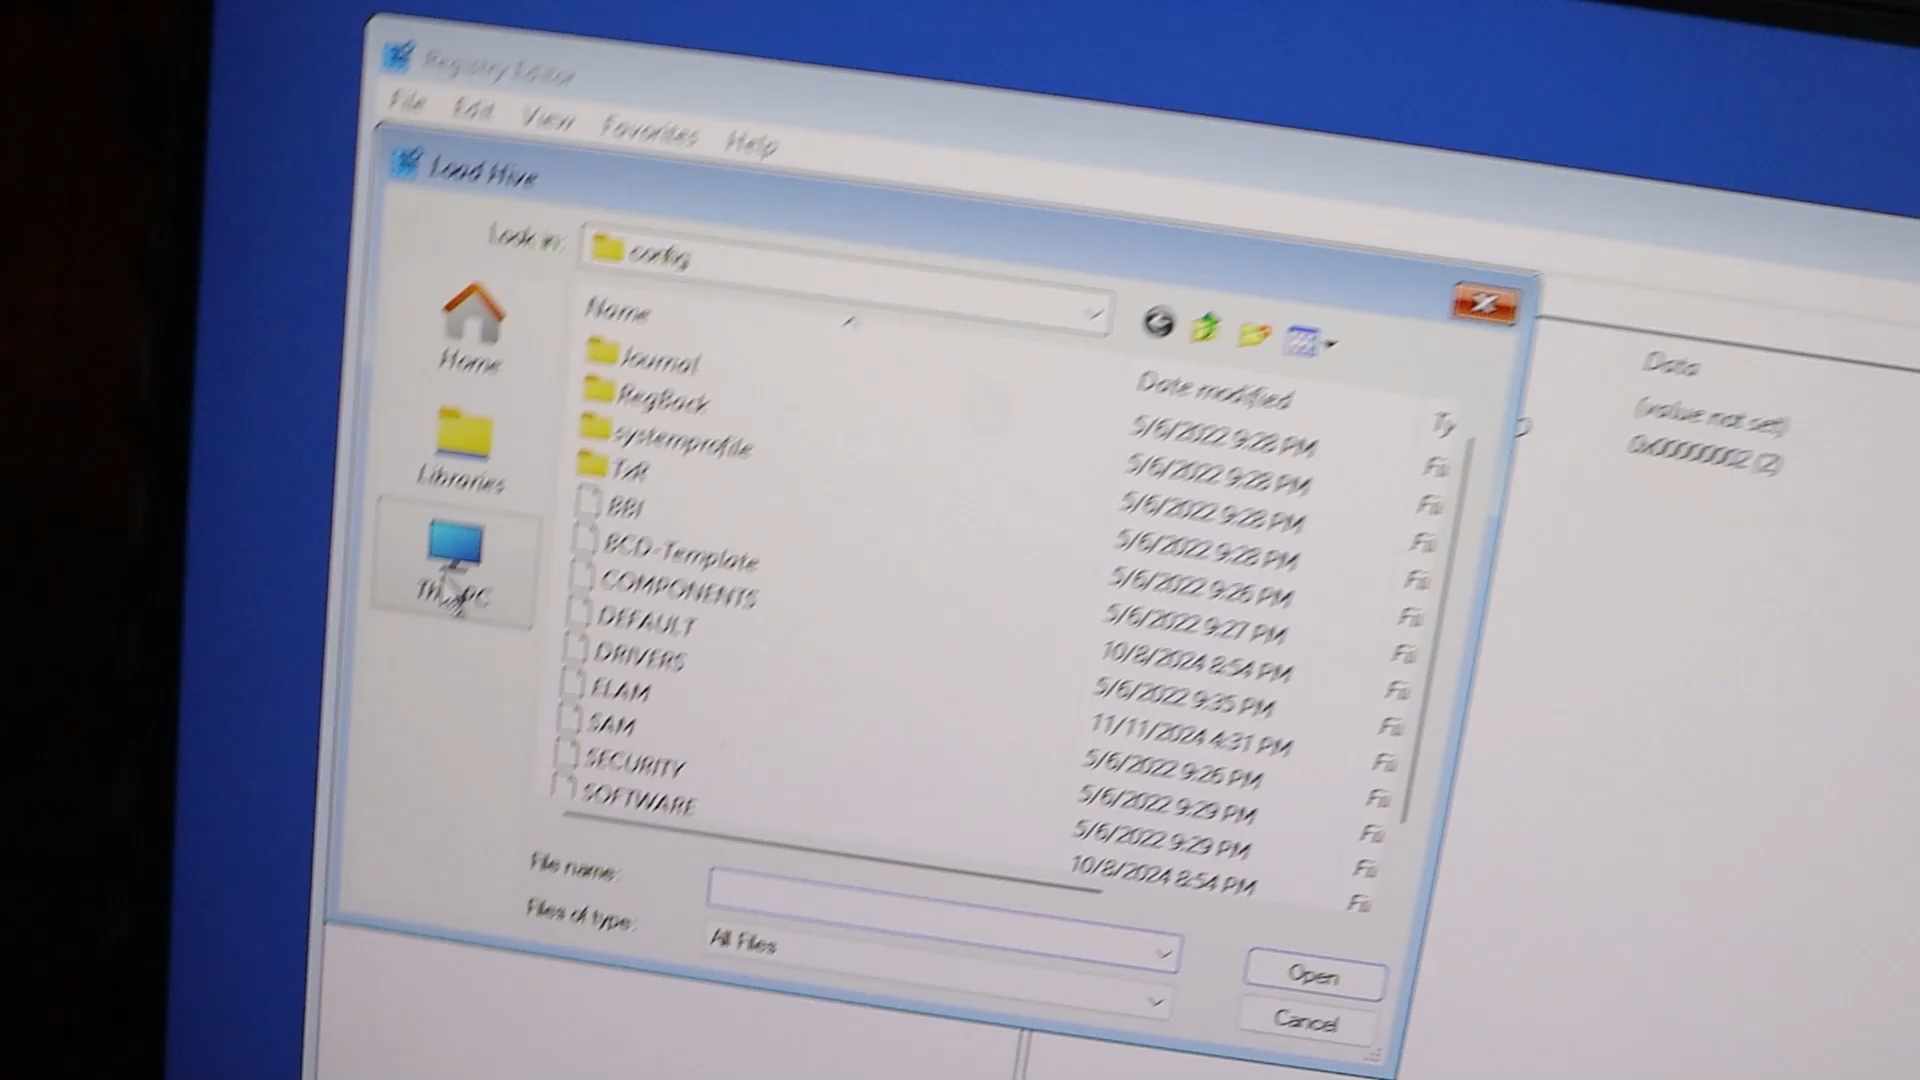 Registry Editor
File Edit View Favorites Help
Load Hive
Look in: config
Name Date modified Ty
Journal 5/6/2022 9:28 PM Fil
RegBack 5/6/2022 9:28 PM Fil
systemprofile 5/6/2022 9:28 PM Fil
TxR 5/6/2022 9:28 PM Fil
BBI 5/6/2022 9:26 PM Fil
BCD-Template 5/6/2022 9:27 PM Fil
COMPONENTS 10/8/2024 8:54 PM Fil
DEFAULT 5/6/2022 9:35 PM Fil
DRIVERS 11/11/2024 4:31 PM Fil
ELAM 5/6/2022 9:26 PM Fil
SAM 5/6/2022 9:29 PM Fil
SECURITY 5/6/2022 9:29 PM Fil
SOFTWARE 10/8/2024 8:54 PM Fil
Home
Libraries
This PC
File name:
Files of type: All Files
Open
Cancel
Data
(value not set)
0x00000002 (2)